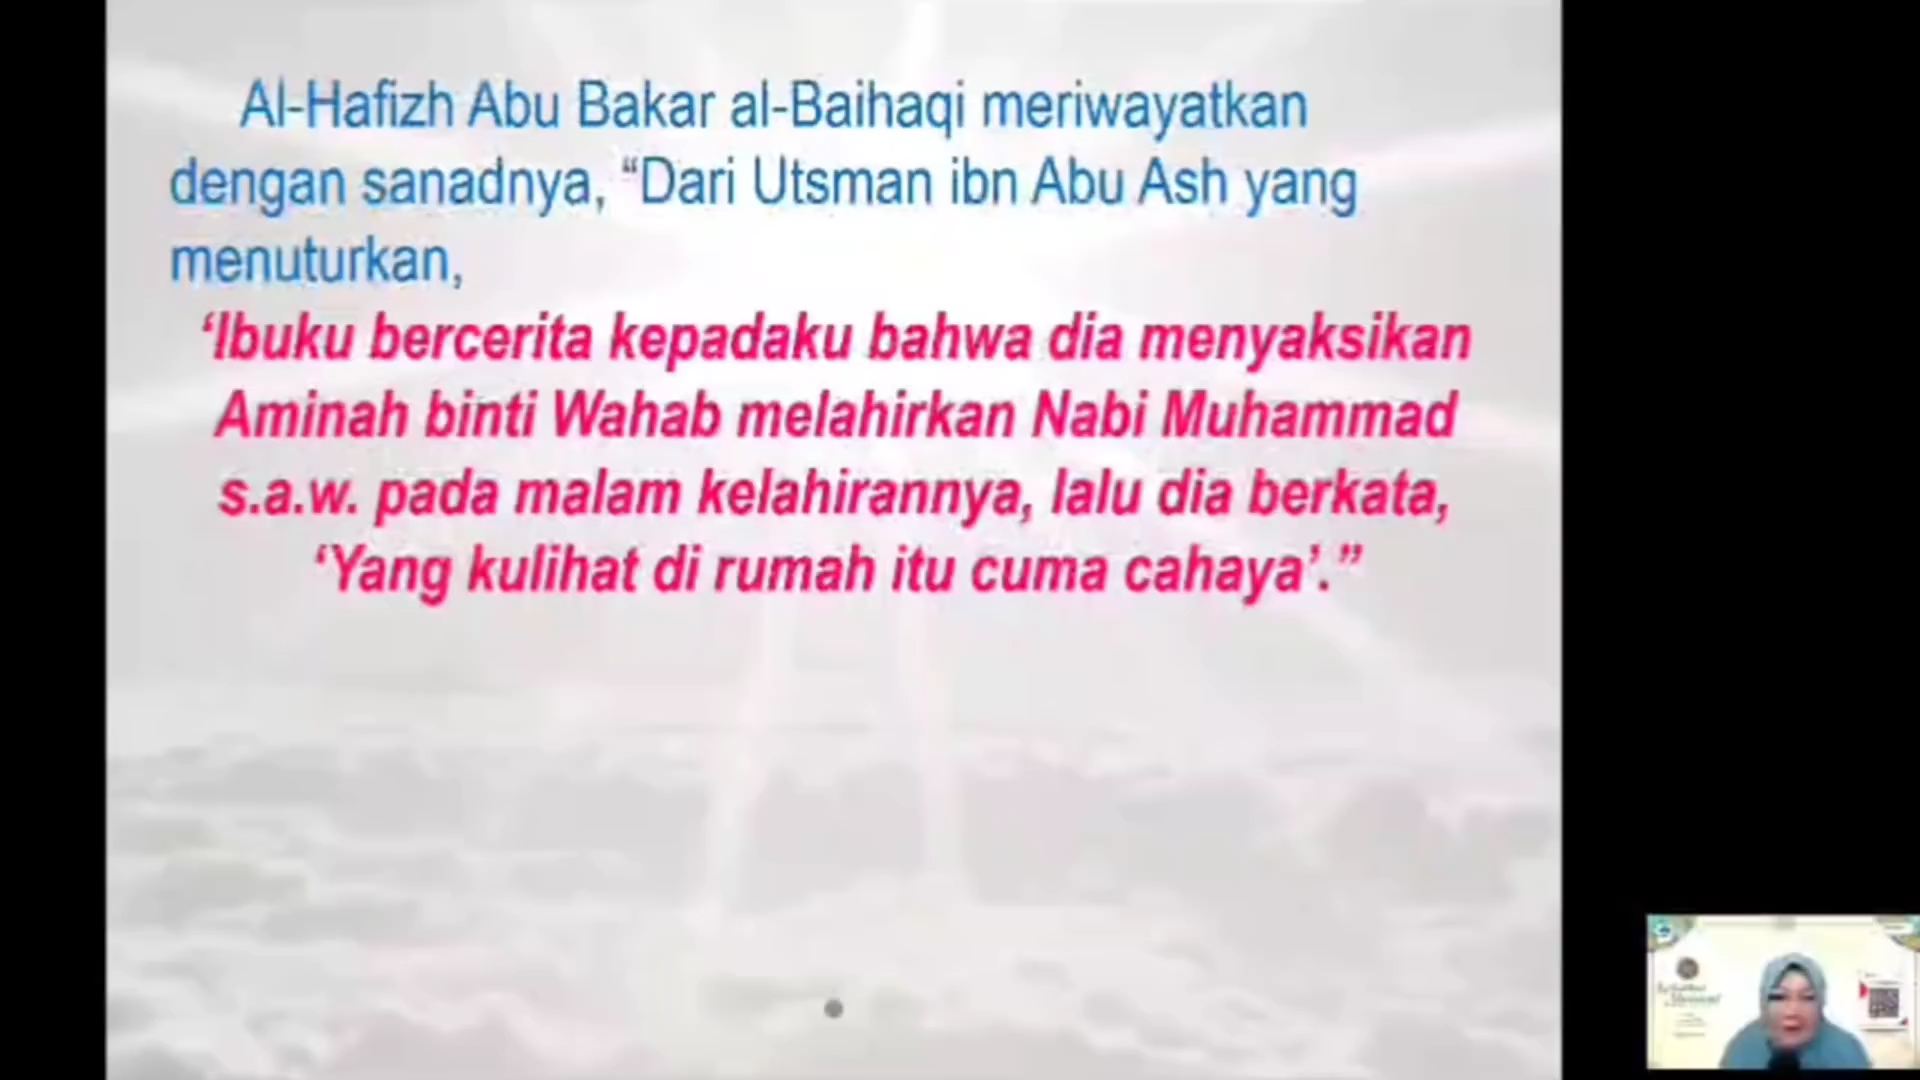 Al-Hafizh Abu Bakar al-Baihaqi meriwayatkan
dengan sanadnya, “Dari Utsman ibn Abu Ash yang
menuturkan,
‘Ibuku bercerita kepadaku bahwa dia menyaksikan
Aminah binti Wahab melahirkan Nabi Muhammad
s.a.w. pada malam kelahirannya, lalu dia berkata,
‘Yang kulihat di rumah itu cuma cahaya’.”